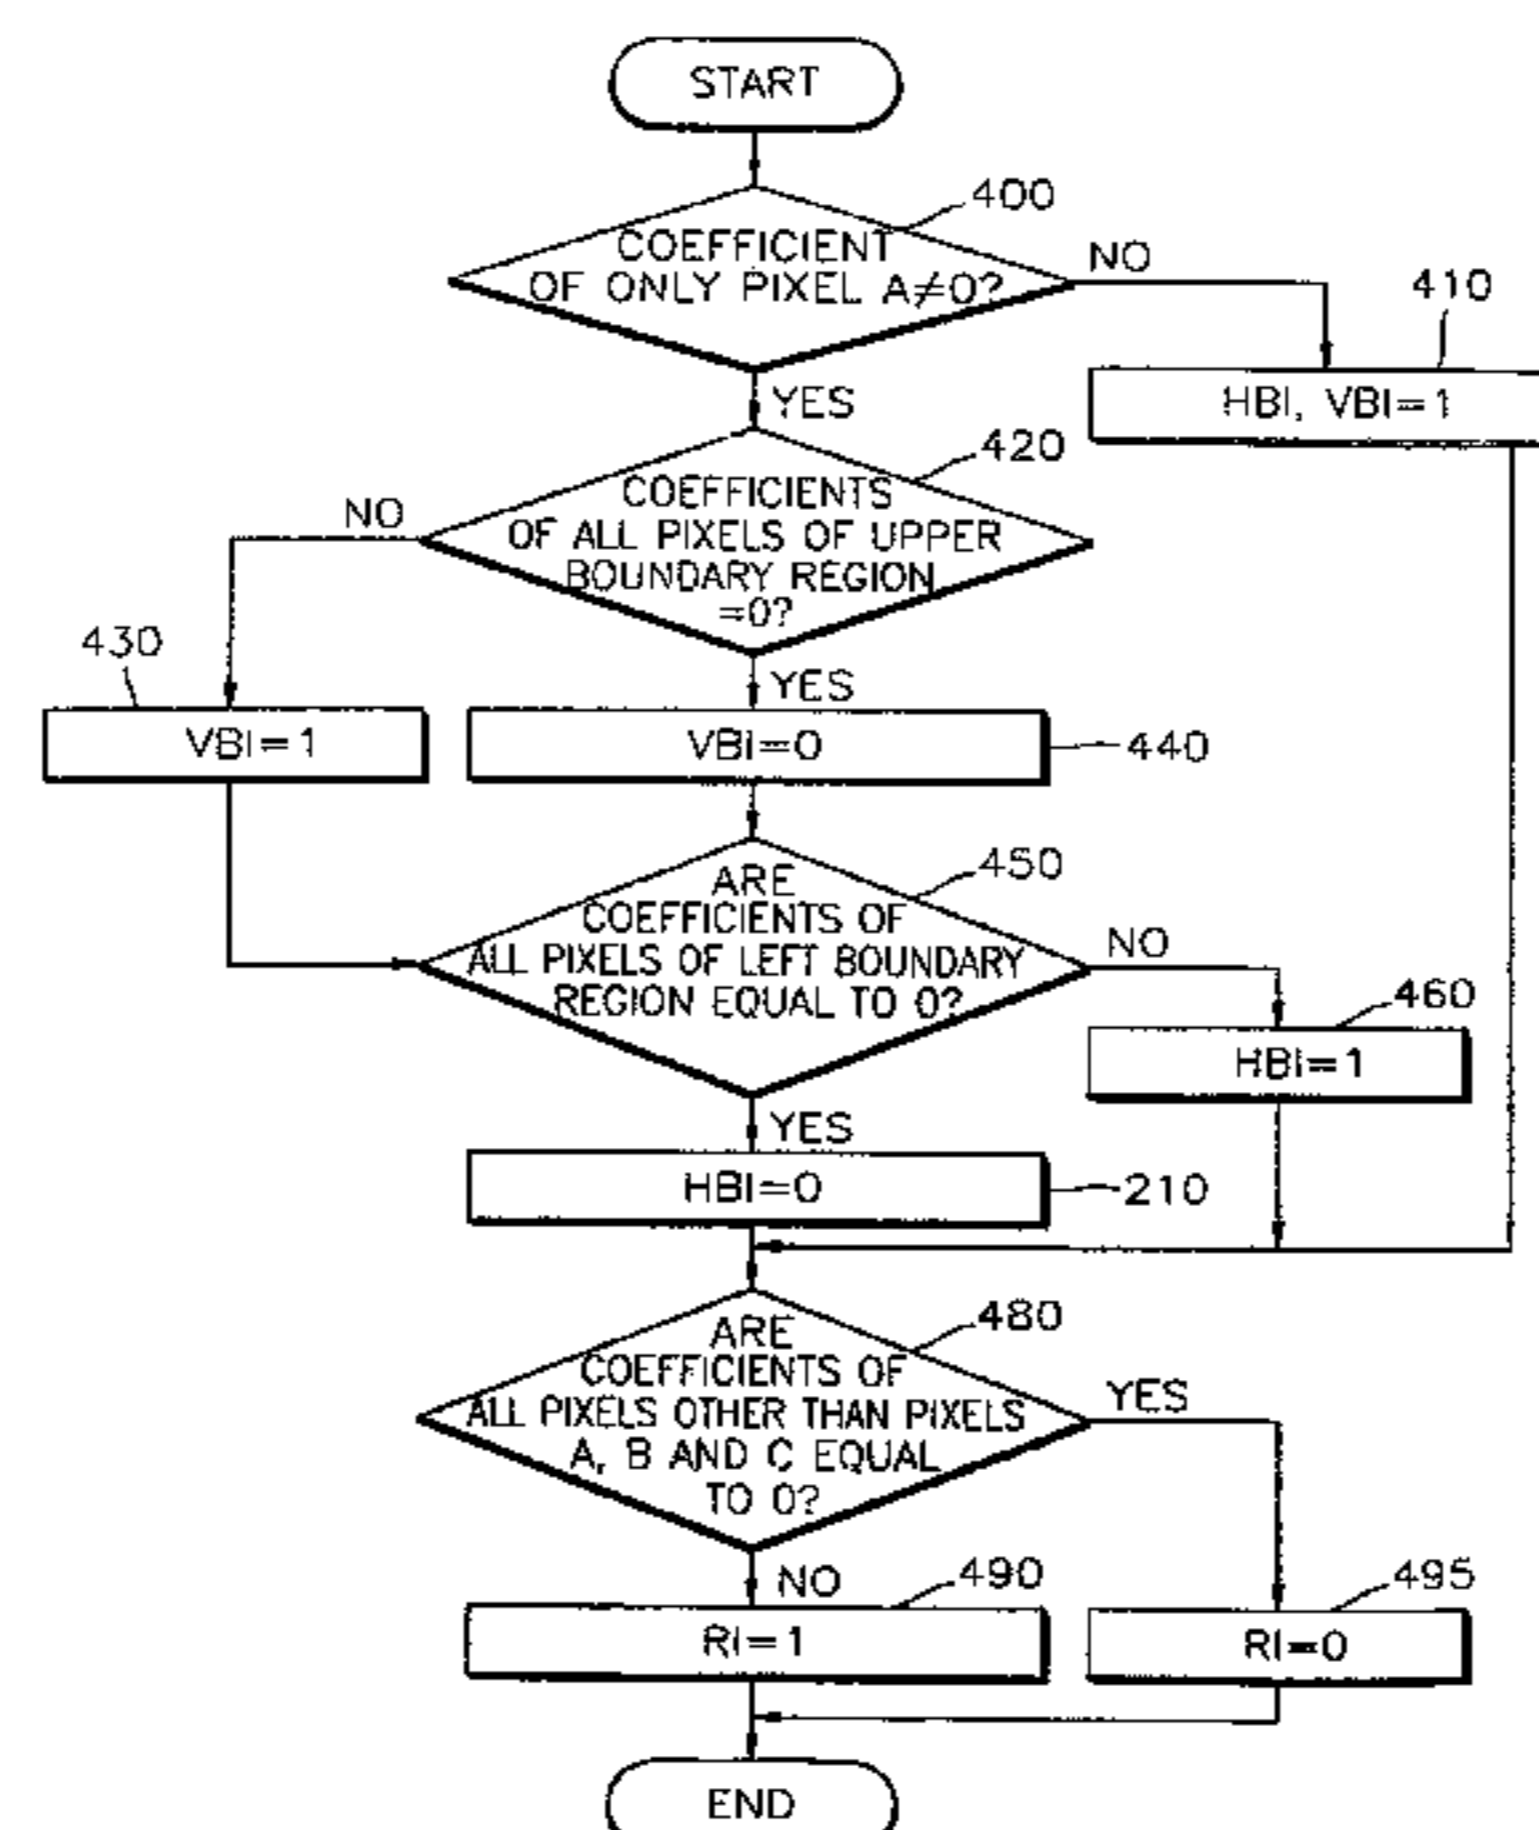 START
400
COEFFICIENT
OF ONLY PIXEL A≠0?
NO
410
HBI, VBI=1
YES
420
COEFFICIENTS
OF ALL PIXELS OF UPPER
BOUNDARY REGION
=0?
NO
430
VBI=1
YES
VBI=0
440
450
ARE
COEFFICIENTS OF
ALL PIXELS OF LEFT BOUNDARY
REGION EQUAL TO 0?
NO
460
HBI=1
YES
HBI=0
210
480
ARE
COEFFICIENTS OF
ALL PIXELS OTHER THAN PIXELS
A, B AND C EQUAL
TO 0?
YES
NO
490
RI=1
495
RI=0
END